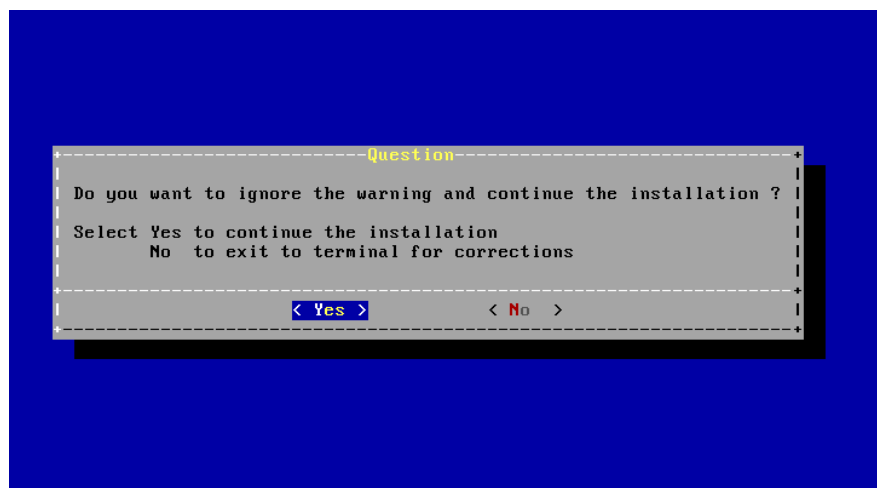 Question
Do you want to ignore the warning and continue the installation ?
Select Yes to continue the installation
No to exit to terminal for corrections
< Yes > < No >